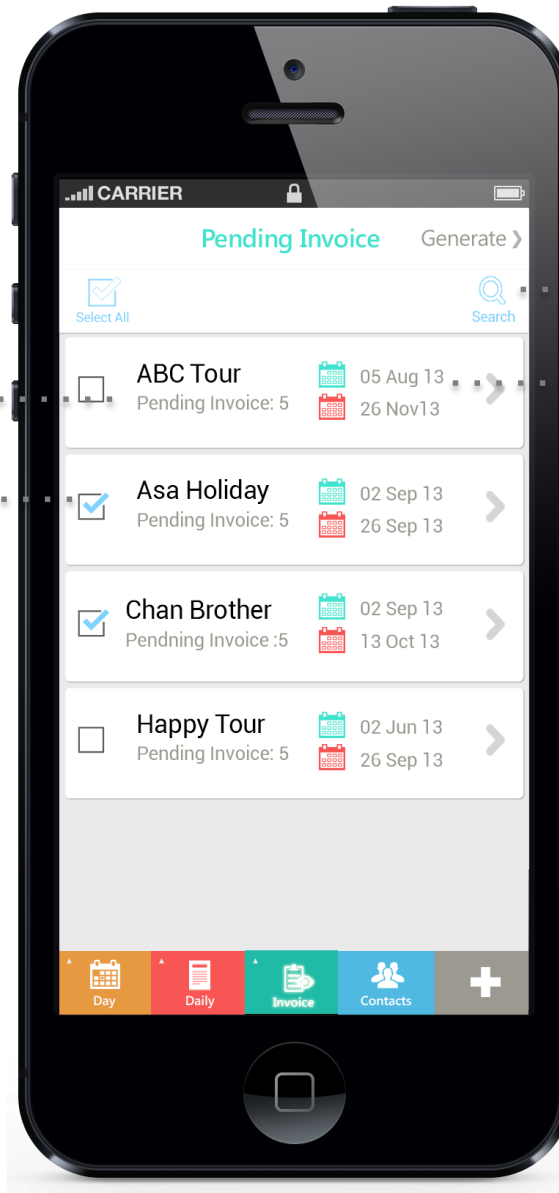 CARRIER
Pending Invoice
Generate ❯
Select All
Search
ABC Tour
Pending Invoice: 5
05 Aug 13
26 Nov13
Asa Holiday
Pending Invoice: 5
02 Sep 13
26 Sep 13
Chan Brother
Pendning Invoice :5
02 Sep 13
13 Oct 13
Happy Tour
Pending Invoice: 5
02 Jun 13
26 Sep 13
Day
Daily
Invoice
Contacts